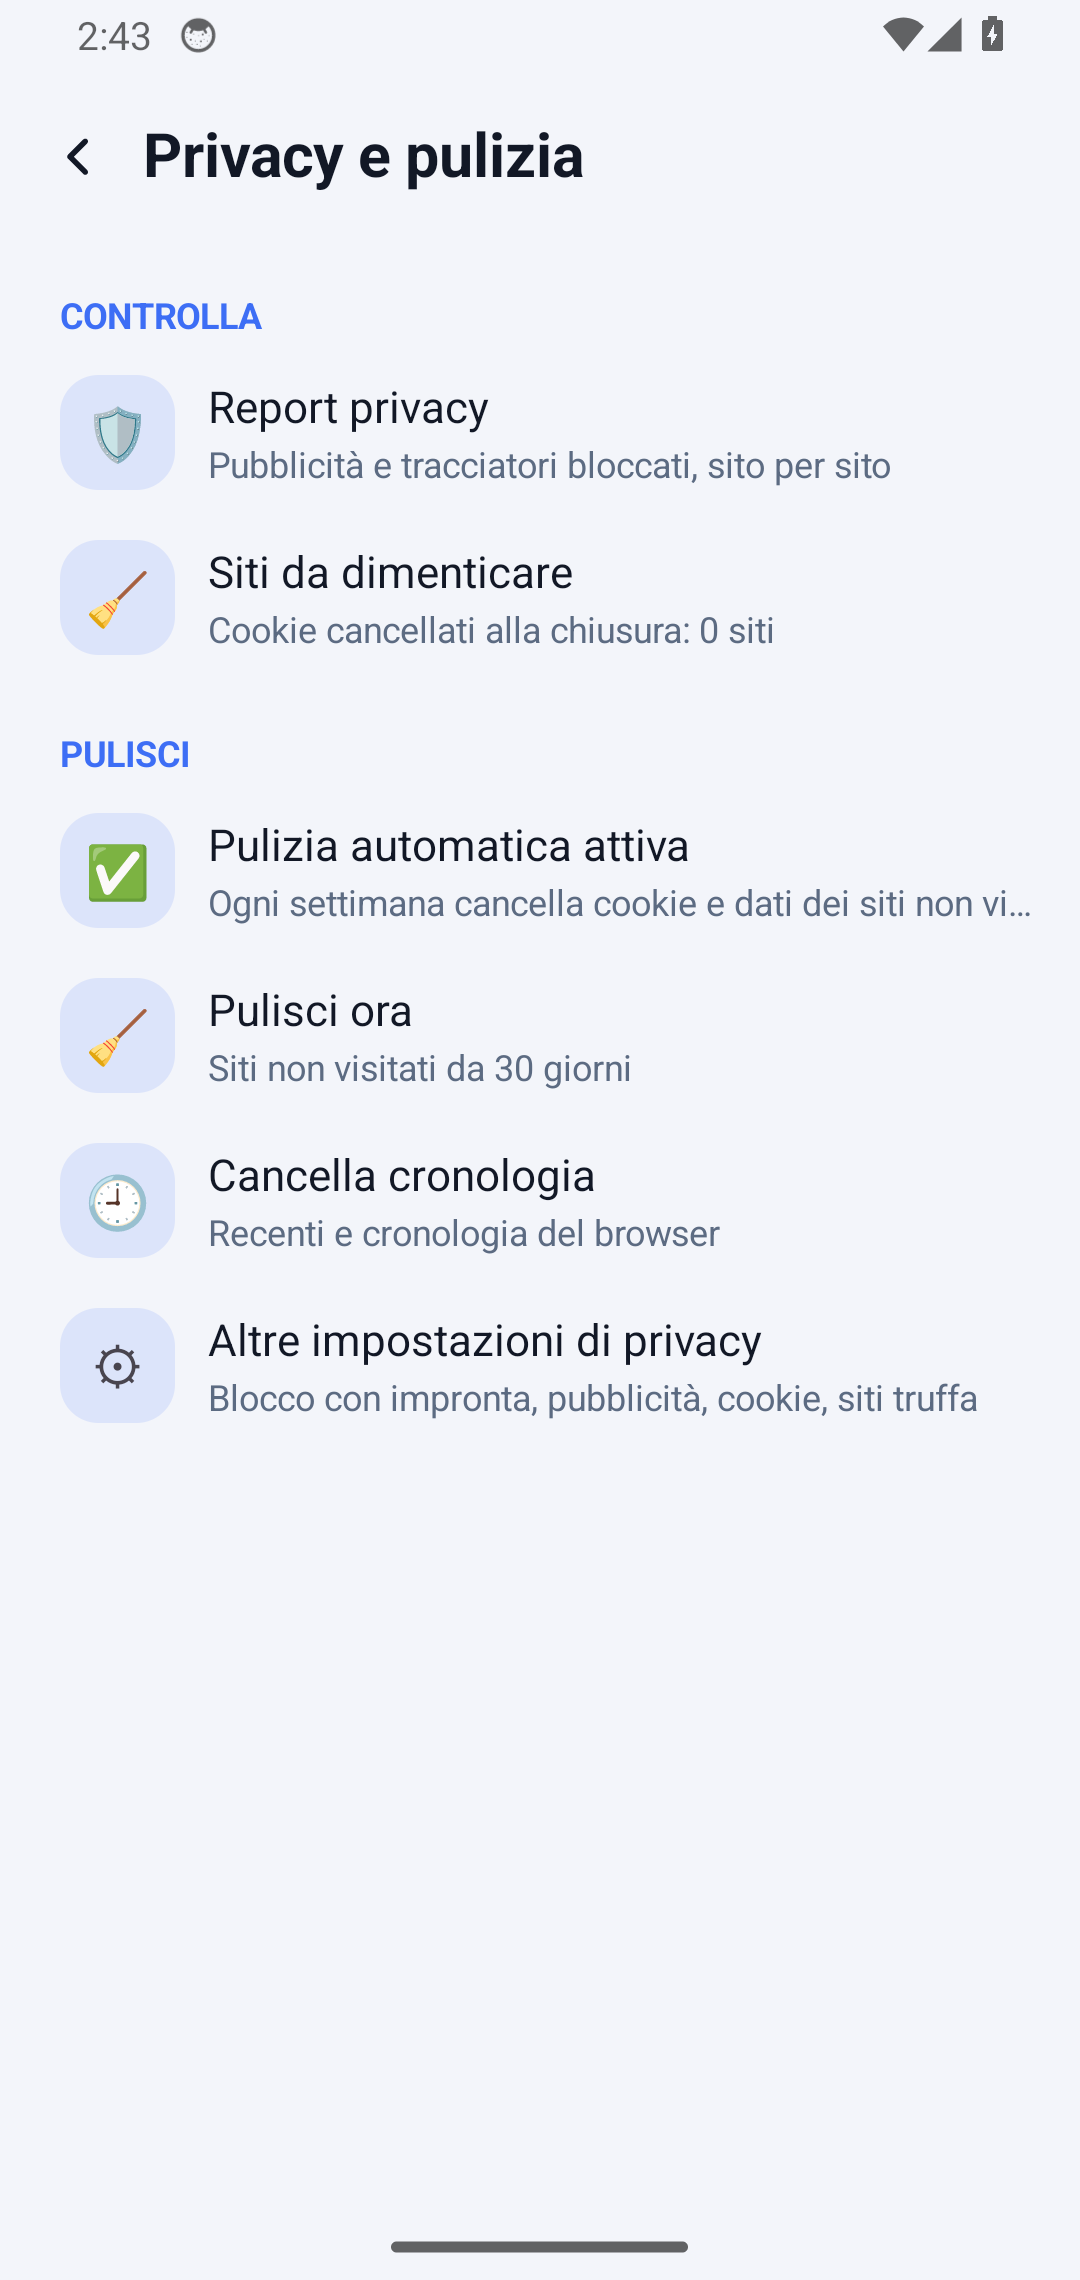 2:43
Privacy e pulizia
CONTROLLA
Report privacy
Pubblicità e tracciatori bloccati, sito per sito
Siti da dimenticare
Cookie cancellati alla chiusura: 0 siti
PULISCI
Pulizia automatica attiva
Ogni settimana cancella cookie e dati dei siti non vi…
Pulisci ora
Siti non visitati da 30 giorni
Cancella cronologia
Recenti e cronologia del browser
Altre impostazioni di privacy
Blocco con impronta, pubblicità, cookie, siti truffa